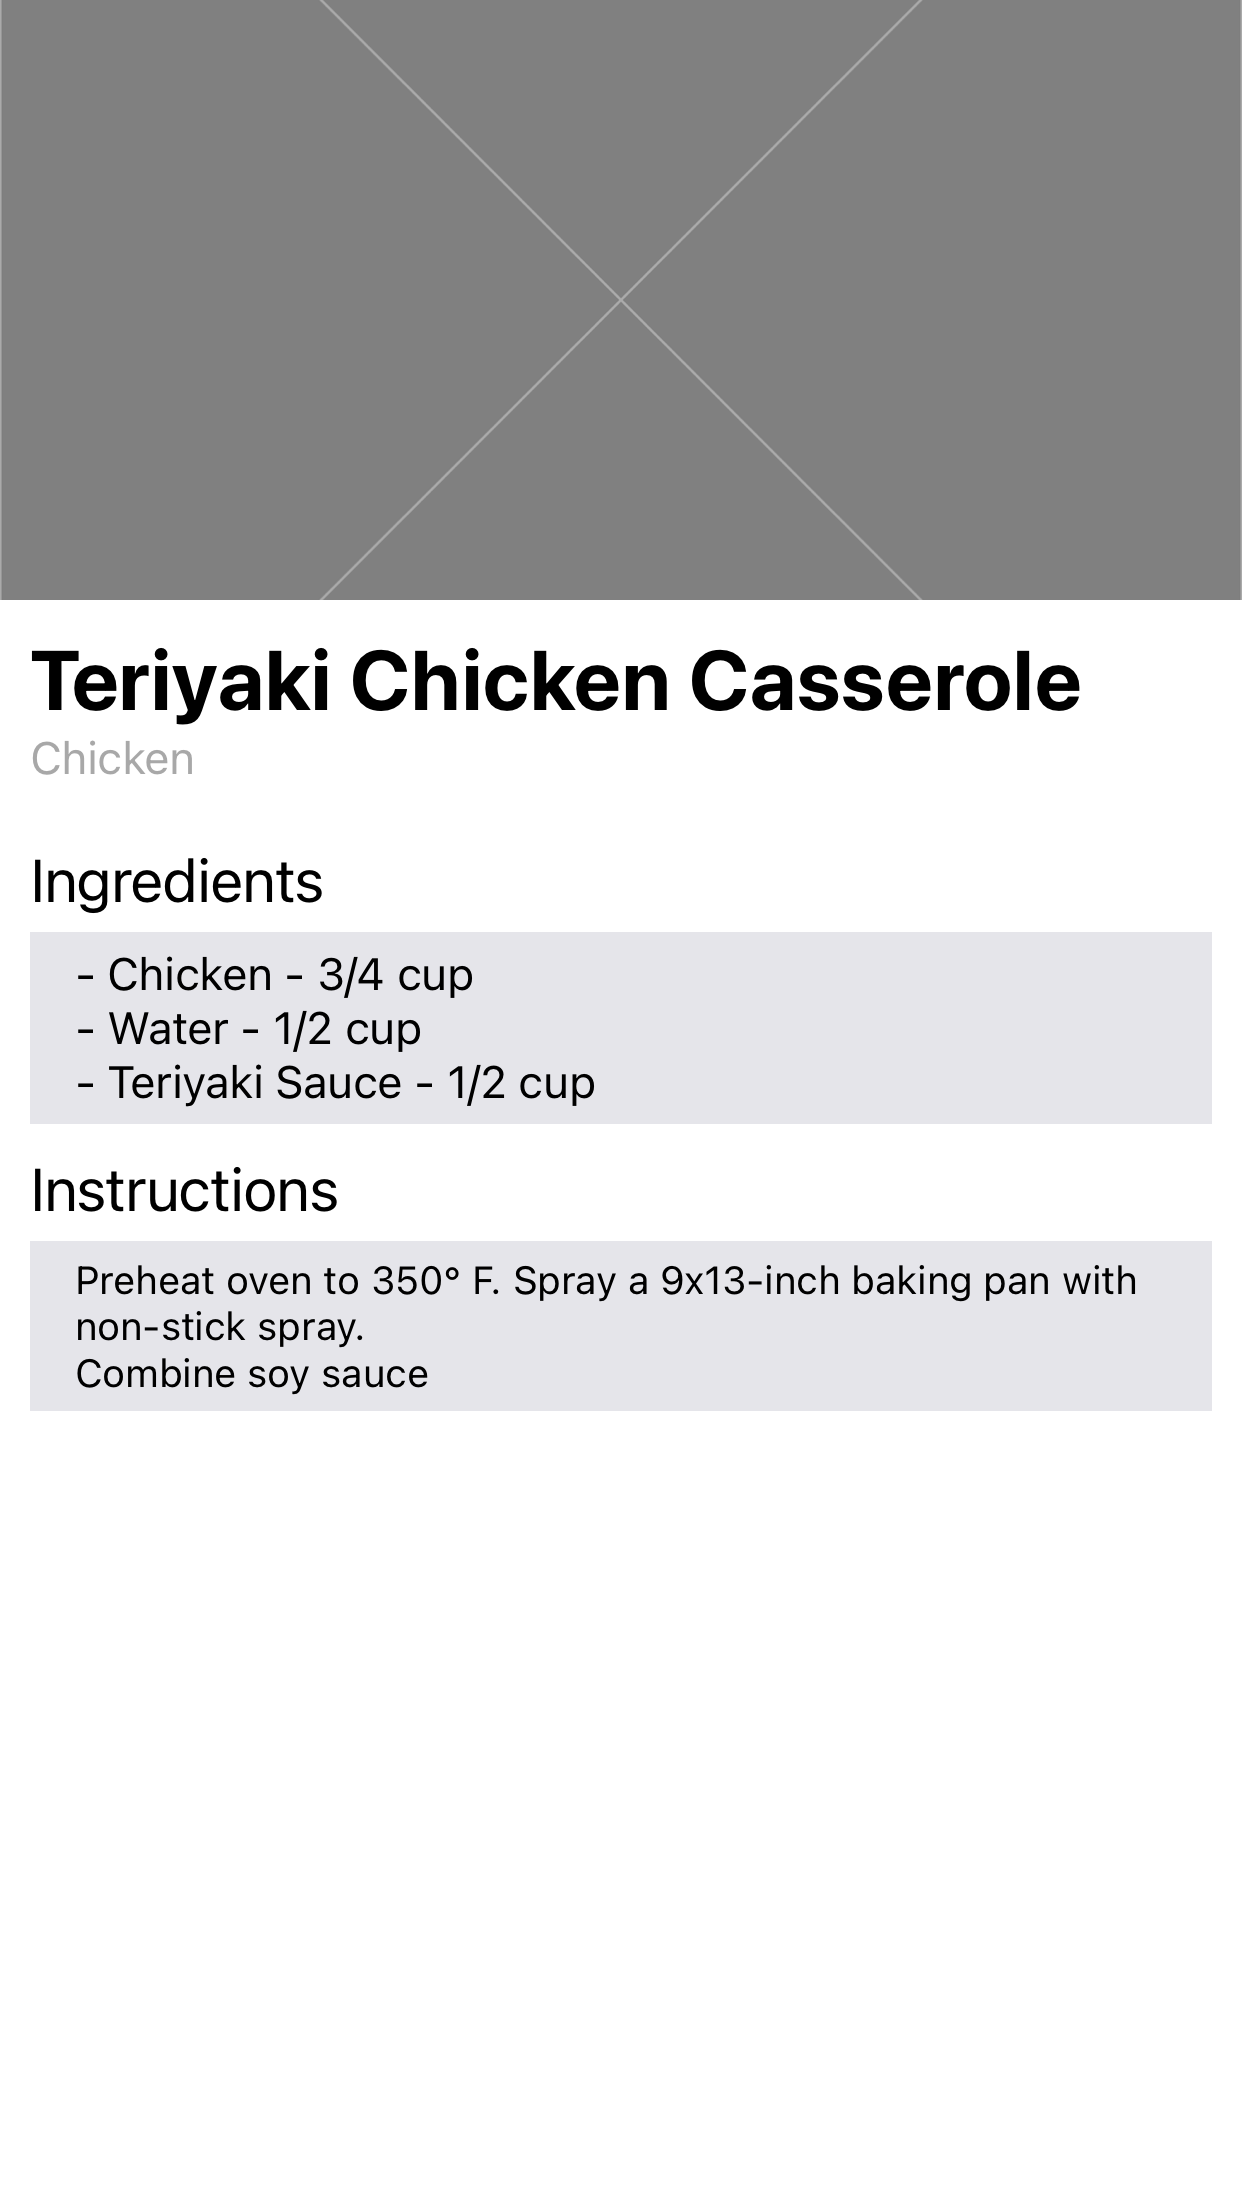 Teriyaki Chicken Casserole
Chicken
Ingredients
- Chicken - 3/4 cup
- Water - 1/2 cup
- Teriyaki Sauce - 1/2 cup
Instructions
Preheat oven to 350° F. Spray a 9x13-inch baking pan with
non-stick spray.
Combine soy sauce